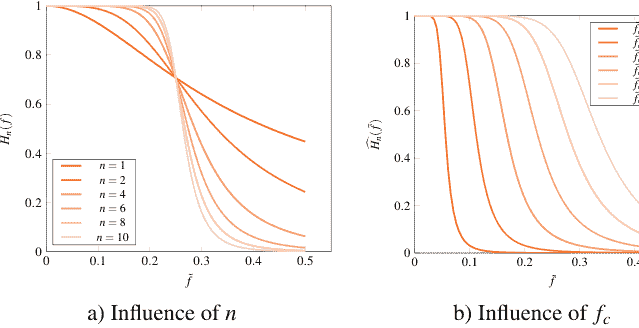 1
0.8
0.6
0.4
0.2
0
H_n(f̃)
n = 1
n = 2
n = 4
n = 6
n = 8
n = 10
0 0.1 0.2 0.3 0.4 0.5
f̃
a) Influence of n
1
0.8
0.6
0.4
0.2
0
Ĥ_n(f̃)
0 0.1 0.2 0.3
f̃
b) Influence of f_c